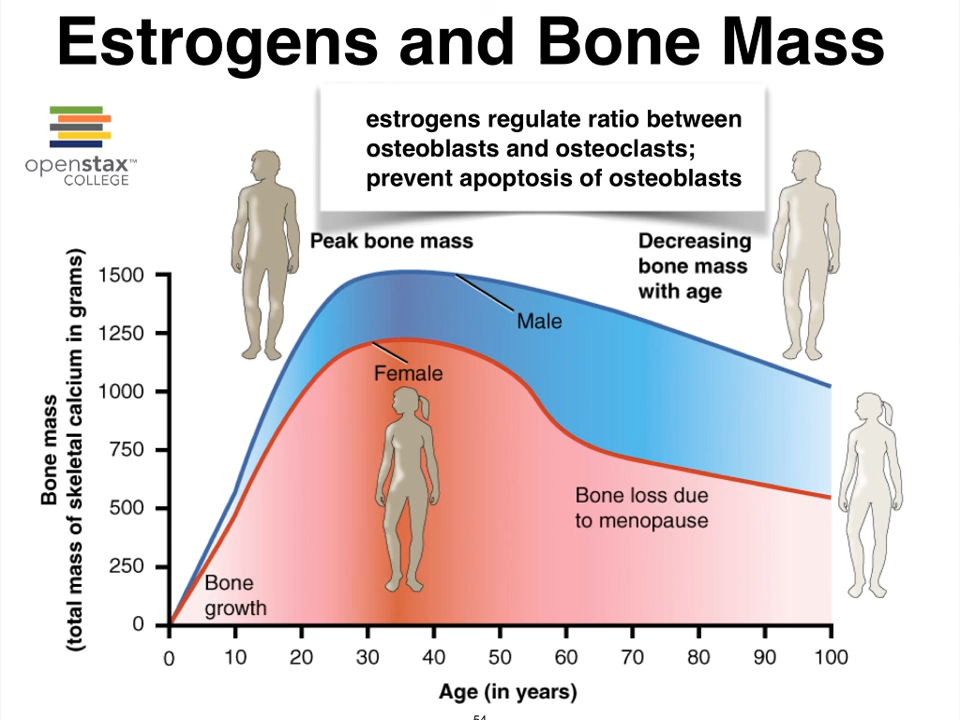 Estrogens and Bone Mass
estrogens regulate ratio between
osteoblasts and osteoclasts;
prevent apoptosis of osteoblasts
openstax™
COLLEGE
Peak bone mass
Decreasing
bone mass
with age
Male
Female
Bone loss due
to menopause
Bone
growth
Bone mass
(total mass of skeletal calcium in grams)
1500
1250
1000
750
500
250
0
0 10 20 30 40 50 60 70 80 90 100
Age (in years)
54